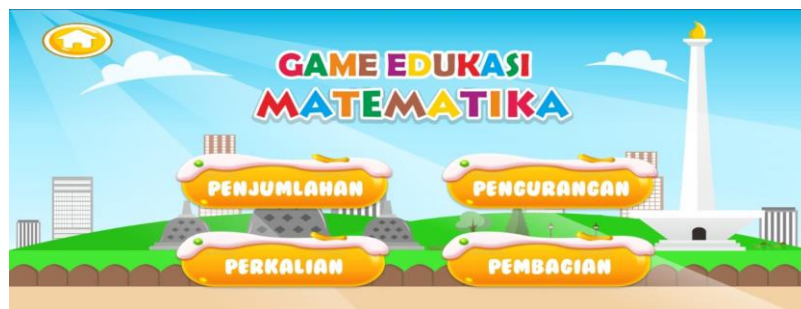 GAME EDUKASI
MATEMATIKA
PENJUMLAHAN
PENGURANGAN
PERKALIAN
PEMBAGIAN